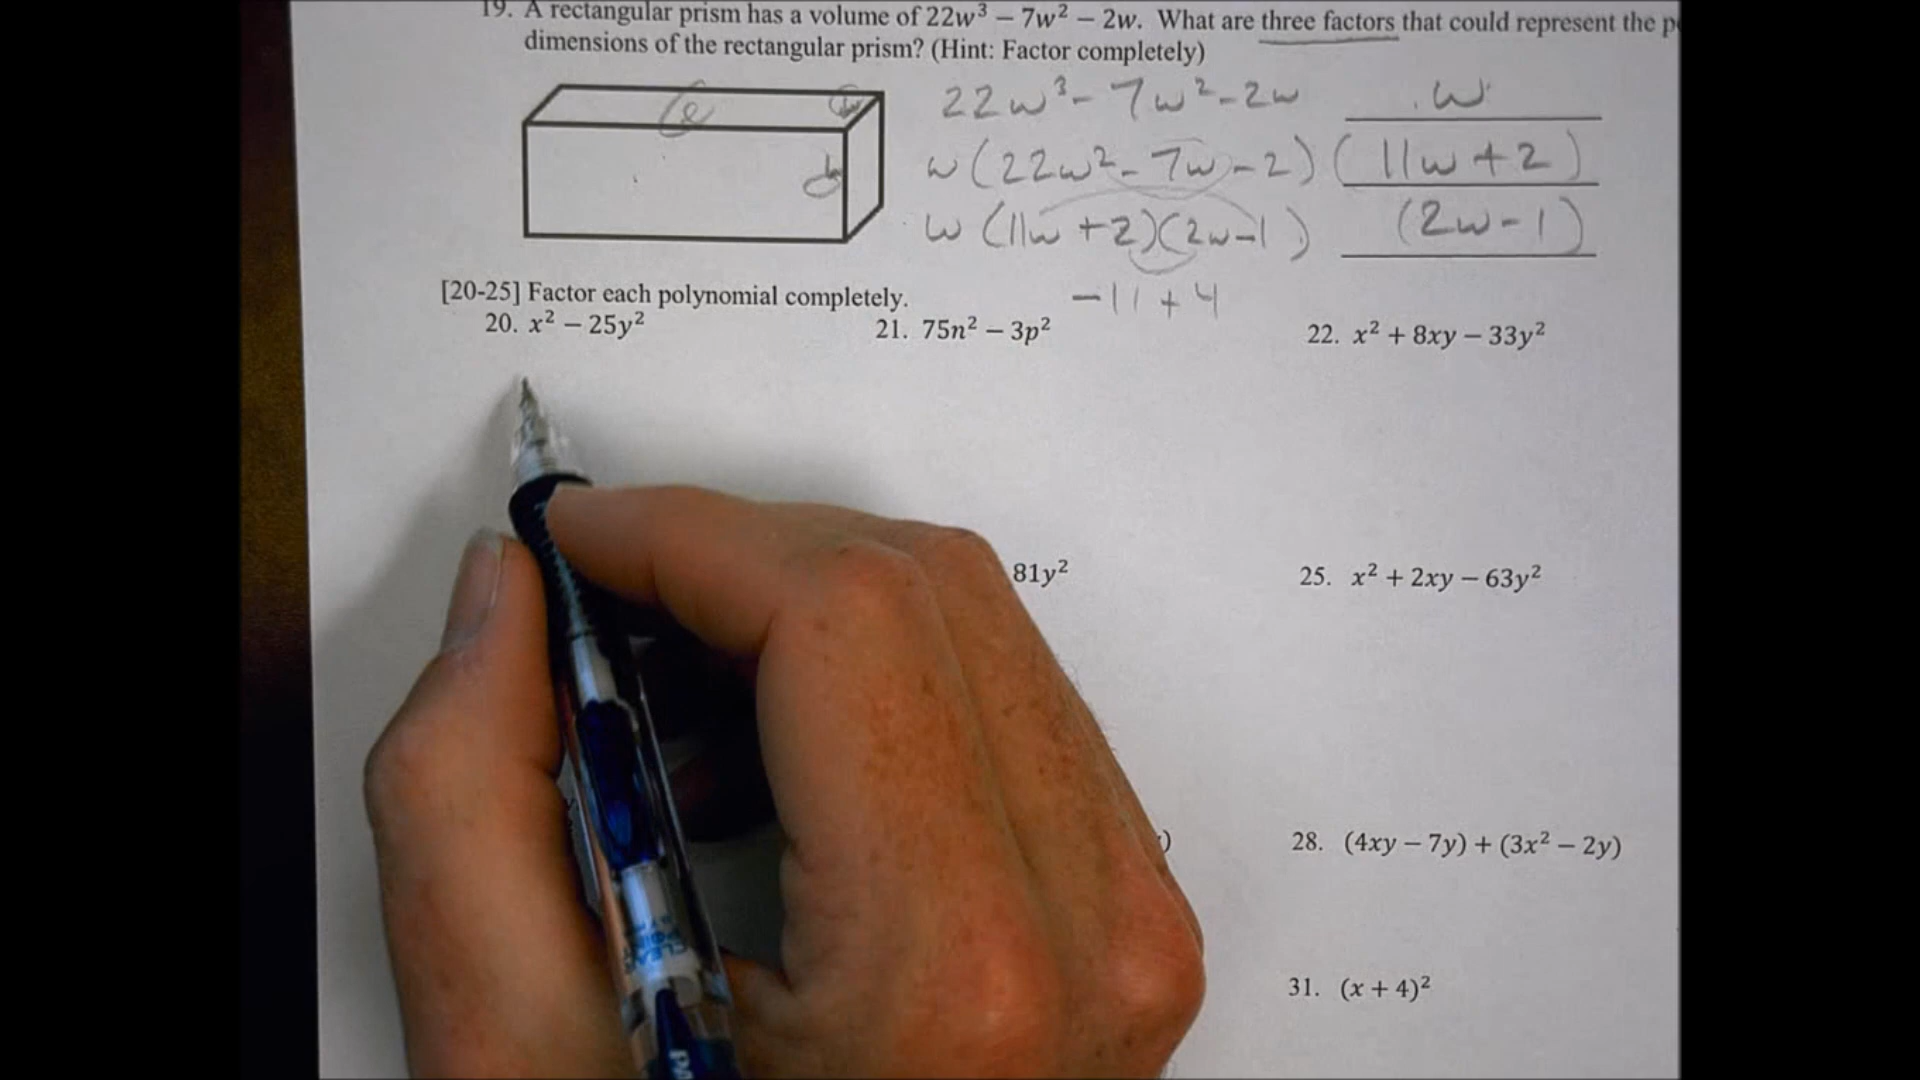 19. A rectangular prism has a volume of 22w³ – 7w² – 2w. What are three factors that could represent the
dimensions of the rectangular prism? (Hint: Factor completely)
22w³ - 7w² - 2w
w
w(22w² - 7w - 2)
(11w + 2)
w(11w + 2)(2w - 1)
(2w - 1)
-11 + 4
[20-25] Factor each polynomial completely.
20. x² – 25y²
21. 75n² – 3p²
22. x² + 8xy – 33y²
81y²
25. x² + 2xy – 63y²
)
28. (4xy – 7y) + (3x² – 2y)
31. (x + 4)²